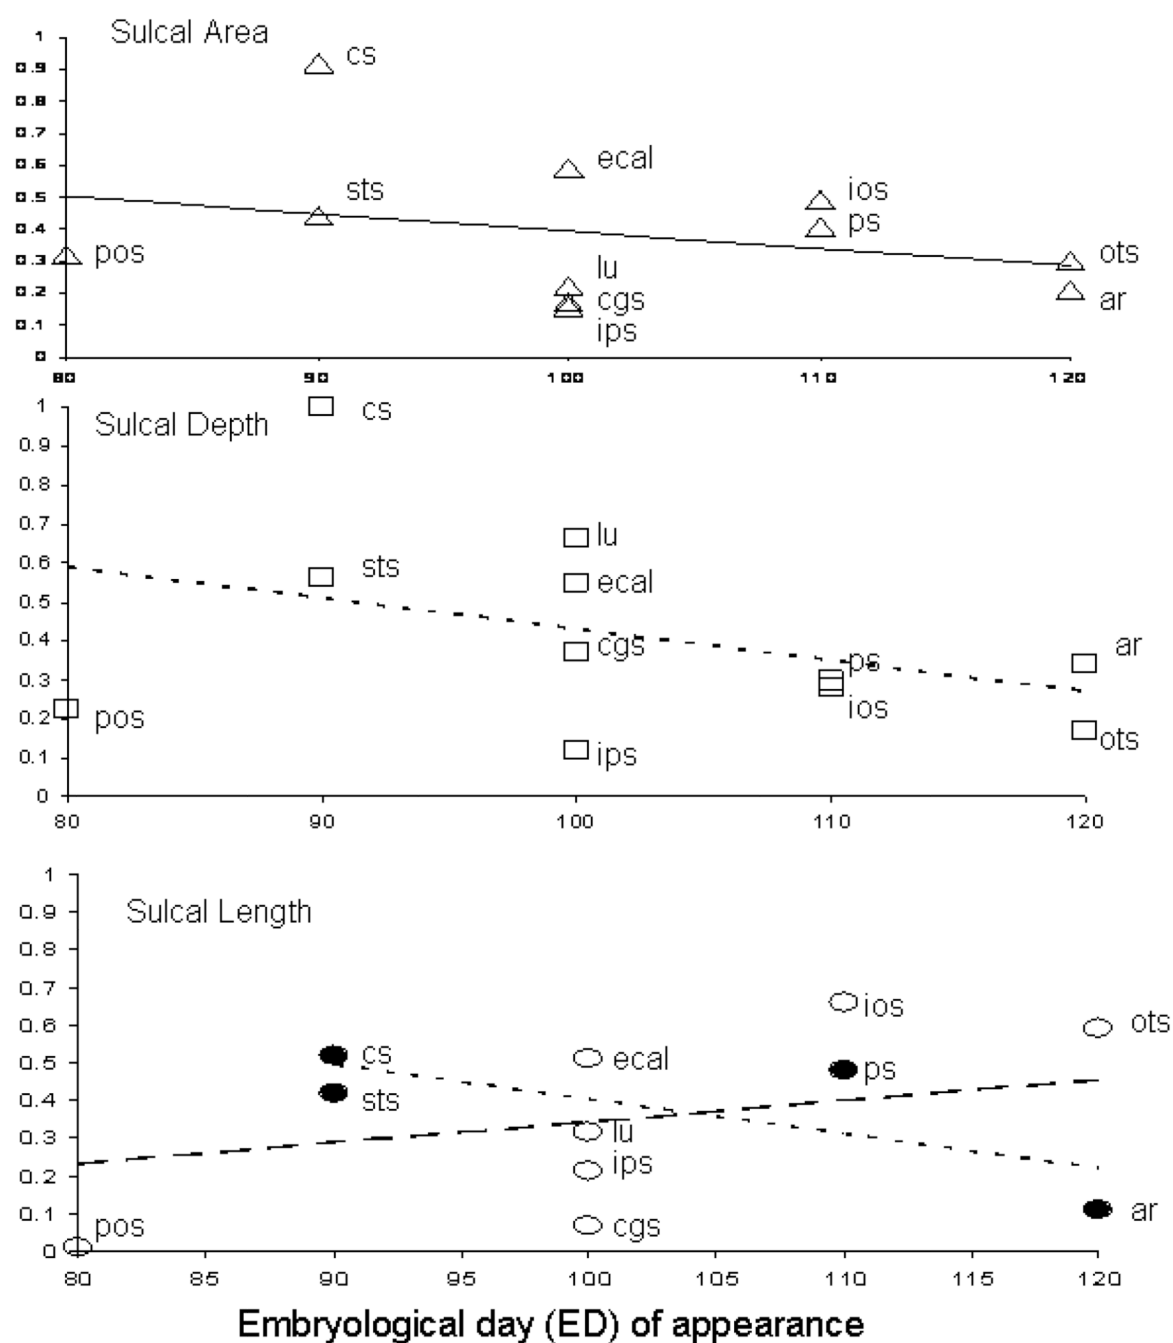 Sulcal Area
1
0.9
0.8
0.7
0.6
0.5
0.4
0.3
0.2
0.1
0
cs
ecal
sts
ios
ps
pos
lu
cgs
ips
ots
ar
80 90 100 110 120
Sulcal Depth
1
0.9
0.8
0.7
0.6
0.5
0.4
0.3
0.2
0.1
0
cs
lu
sts
ecal
cgs
ar
ps
ios
pos
ots
ips
80 90 100 110 120
Sulcal Length
1
0.9
0.8
0.7
0.6
0.5
0.4
0.3
0.2
0.1
0
ios
ots
cs
ecal
ps
sts
lu
ips
pos
cgs
ar
80 85 90 95 100 105 110 115 120
Embryological day (ED) of appearance